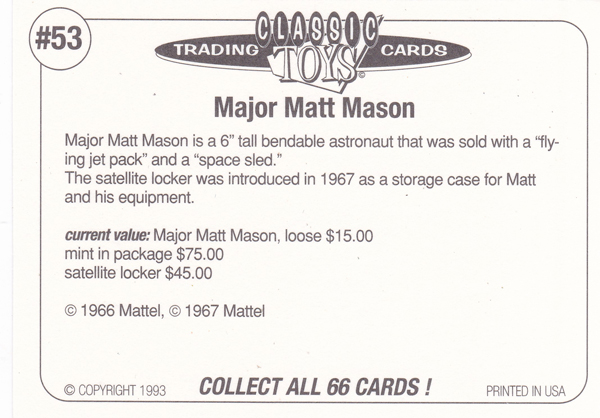 #53
CLASSIC
TRADING TOYS CARDS
©
Major Matt Mason
Major Matt Mason is a 6” tall bendable astronaut that was sold with a “fly-
ing jet pack” and a “space sled.”
The satellite locker was introduced in 1967 as a storage case for Matt
and his equipment.
current value: Major Matt Mason, loose $15.00
mint in package $75.00
satellite locker $45.00
© 1966 Mattel, © 1967 Mattel
© COPYRIGHT 1993 COLLECT ALL 66 CARDS ! PRINTED IN USA